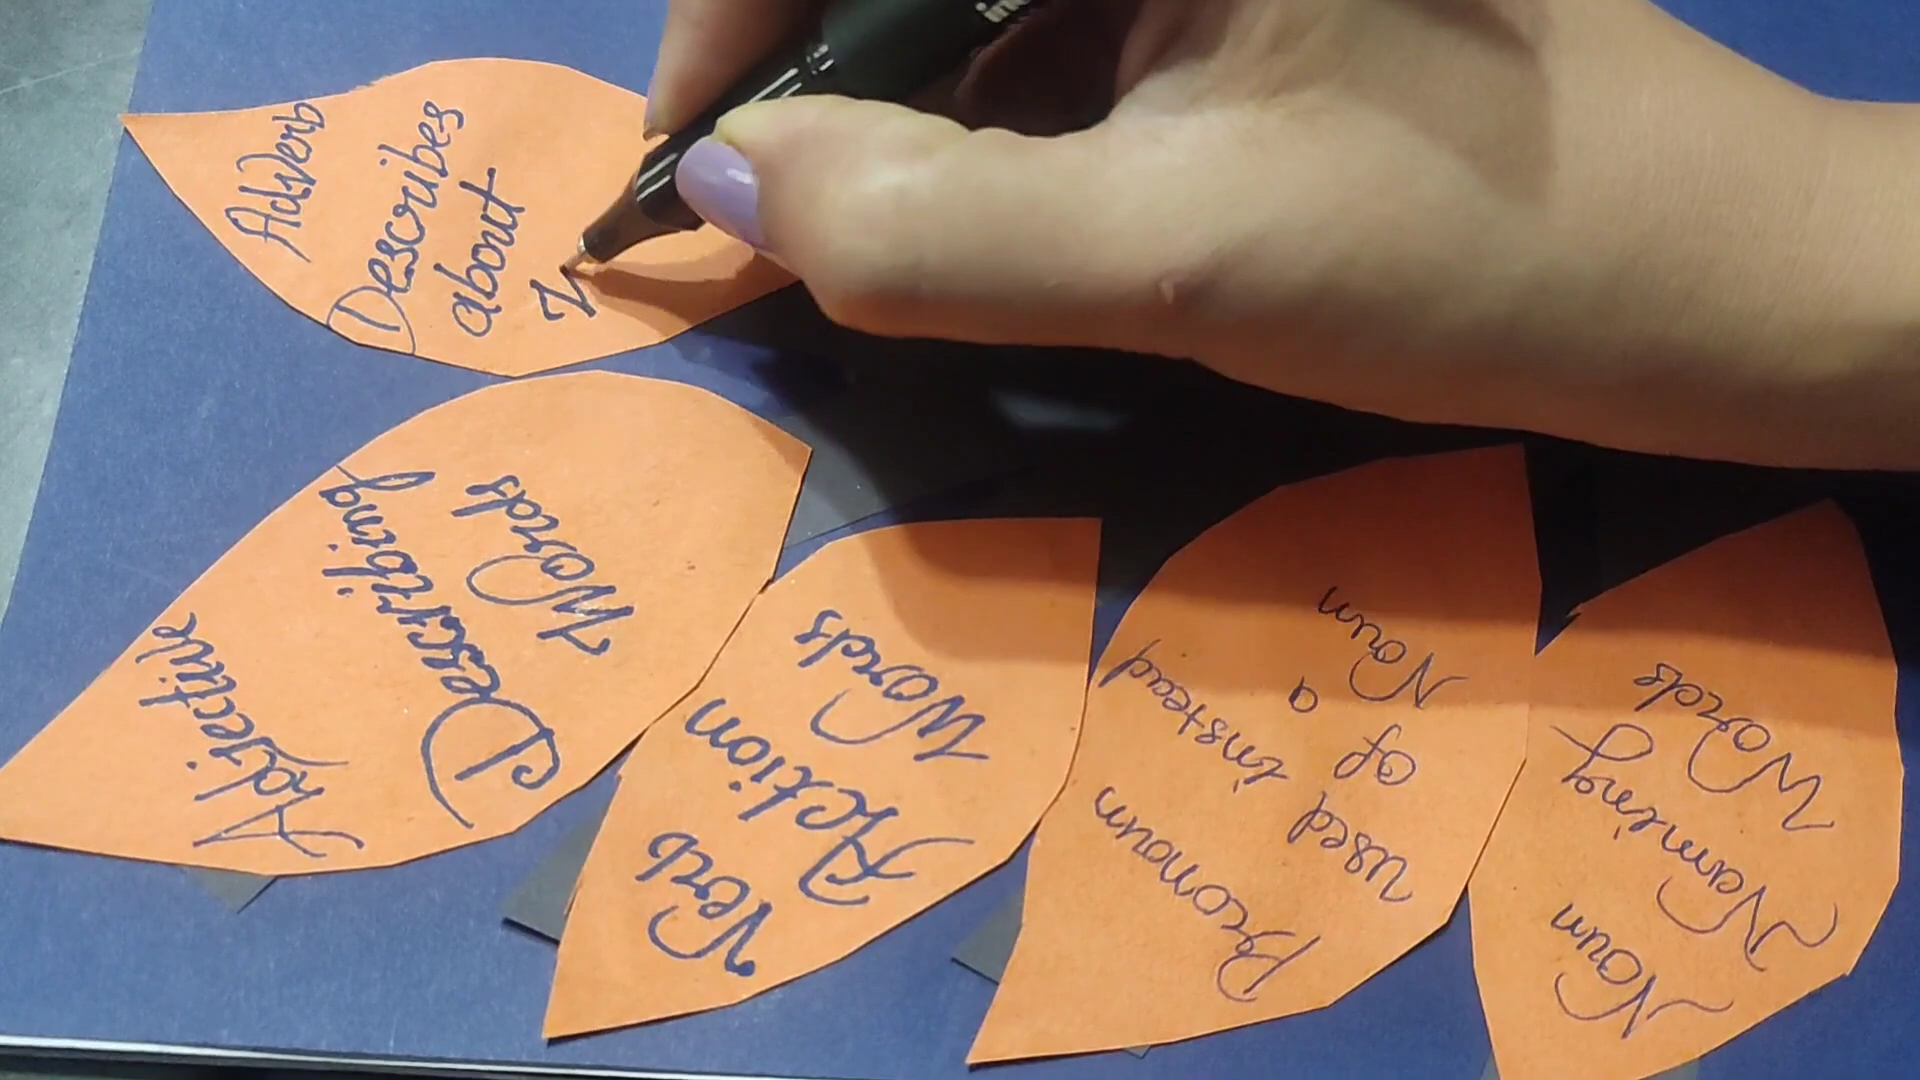 Adverb
Describes
about
Adjective
Describing
Words
Verb
Action
Words
Pronoun
used instead
of a
Noun
Noun
Naming
Words